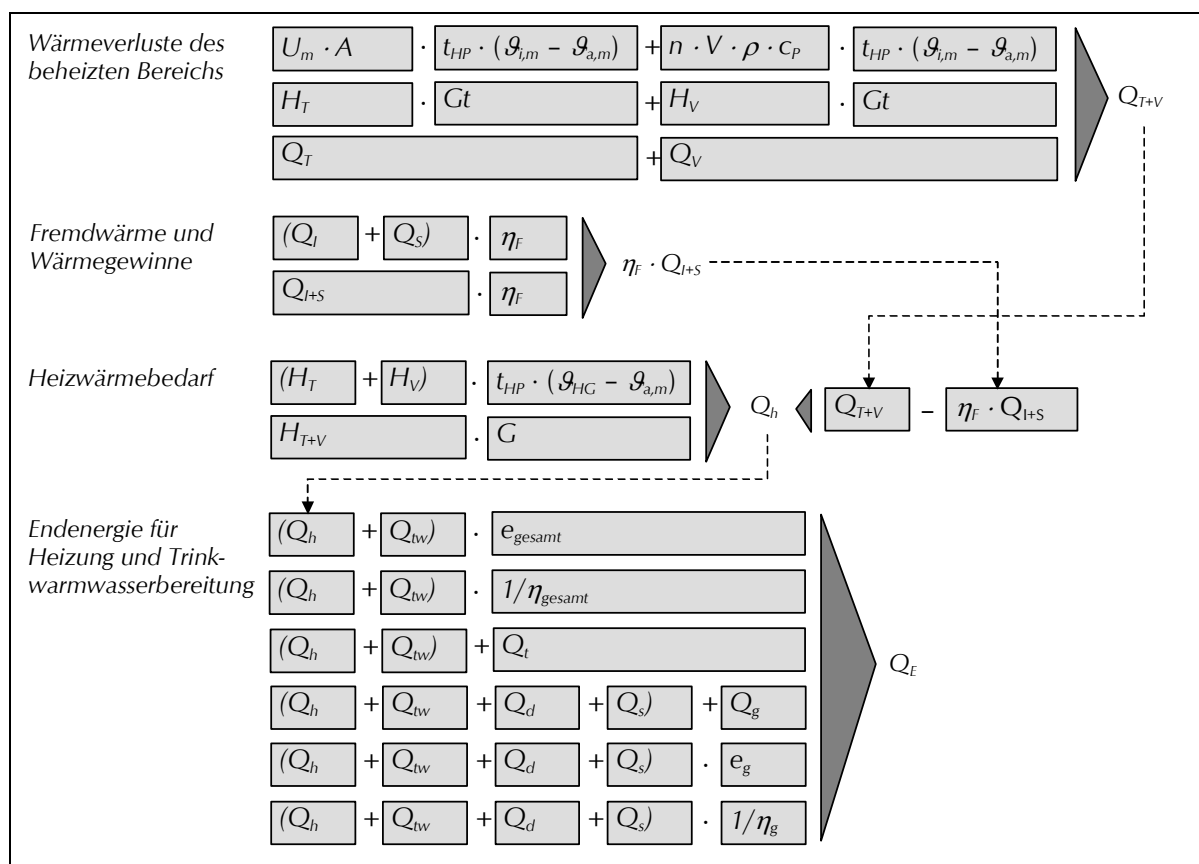 Wärmeverluste des
beheizten Bereichs
U_m · A · t_HP · (ϑ_i,m − ϑ_a,m) + n · V · ρ · c_P · t_HP · (ϑ_i,m − ϑ_a,m)
H_T · Gt + H_V · Gt
Q_T+V
Q_T + Q_V
Fremdwärme und
Wärmegewinne
(Q_I + Q_S) · η_F
η_F · Q_I+S
Q_I+S · η_F
Heizwärmebedarf
(H_T + H_V) · t_HP · (ϑ_HG − ϑ_a,m)
Q_h
Q_T+V − η_F · Q_I+S
H_T+V · G
Endenergie für
Heizung und Trink-
warmwasserbereitung
(Q_h + Q_tw) · e_gesamt
(Q_h + Q_tw) · 1/η_gesamt
(Q_h + Q_tw) + Q_t
Q_E
(Q_h + Q_tw + Q_d + Q_s) + Q_g
(Q_h + Q_tw + Q_d + Q_s) · e_g
(Q_h + Q_tw + Q_d + Q_s) · 1/η_g